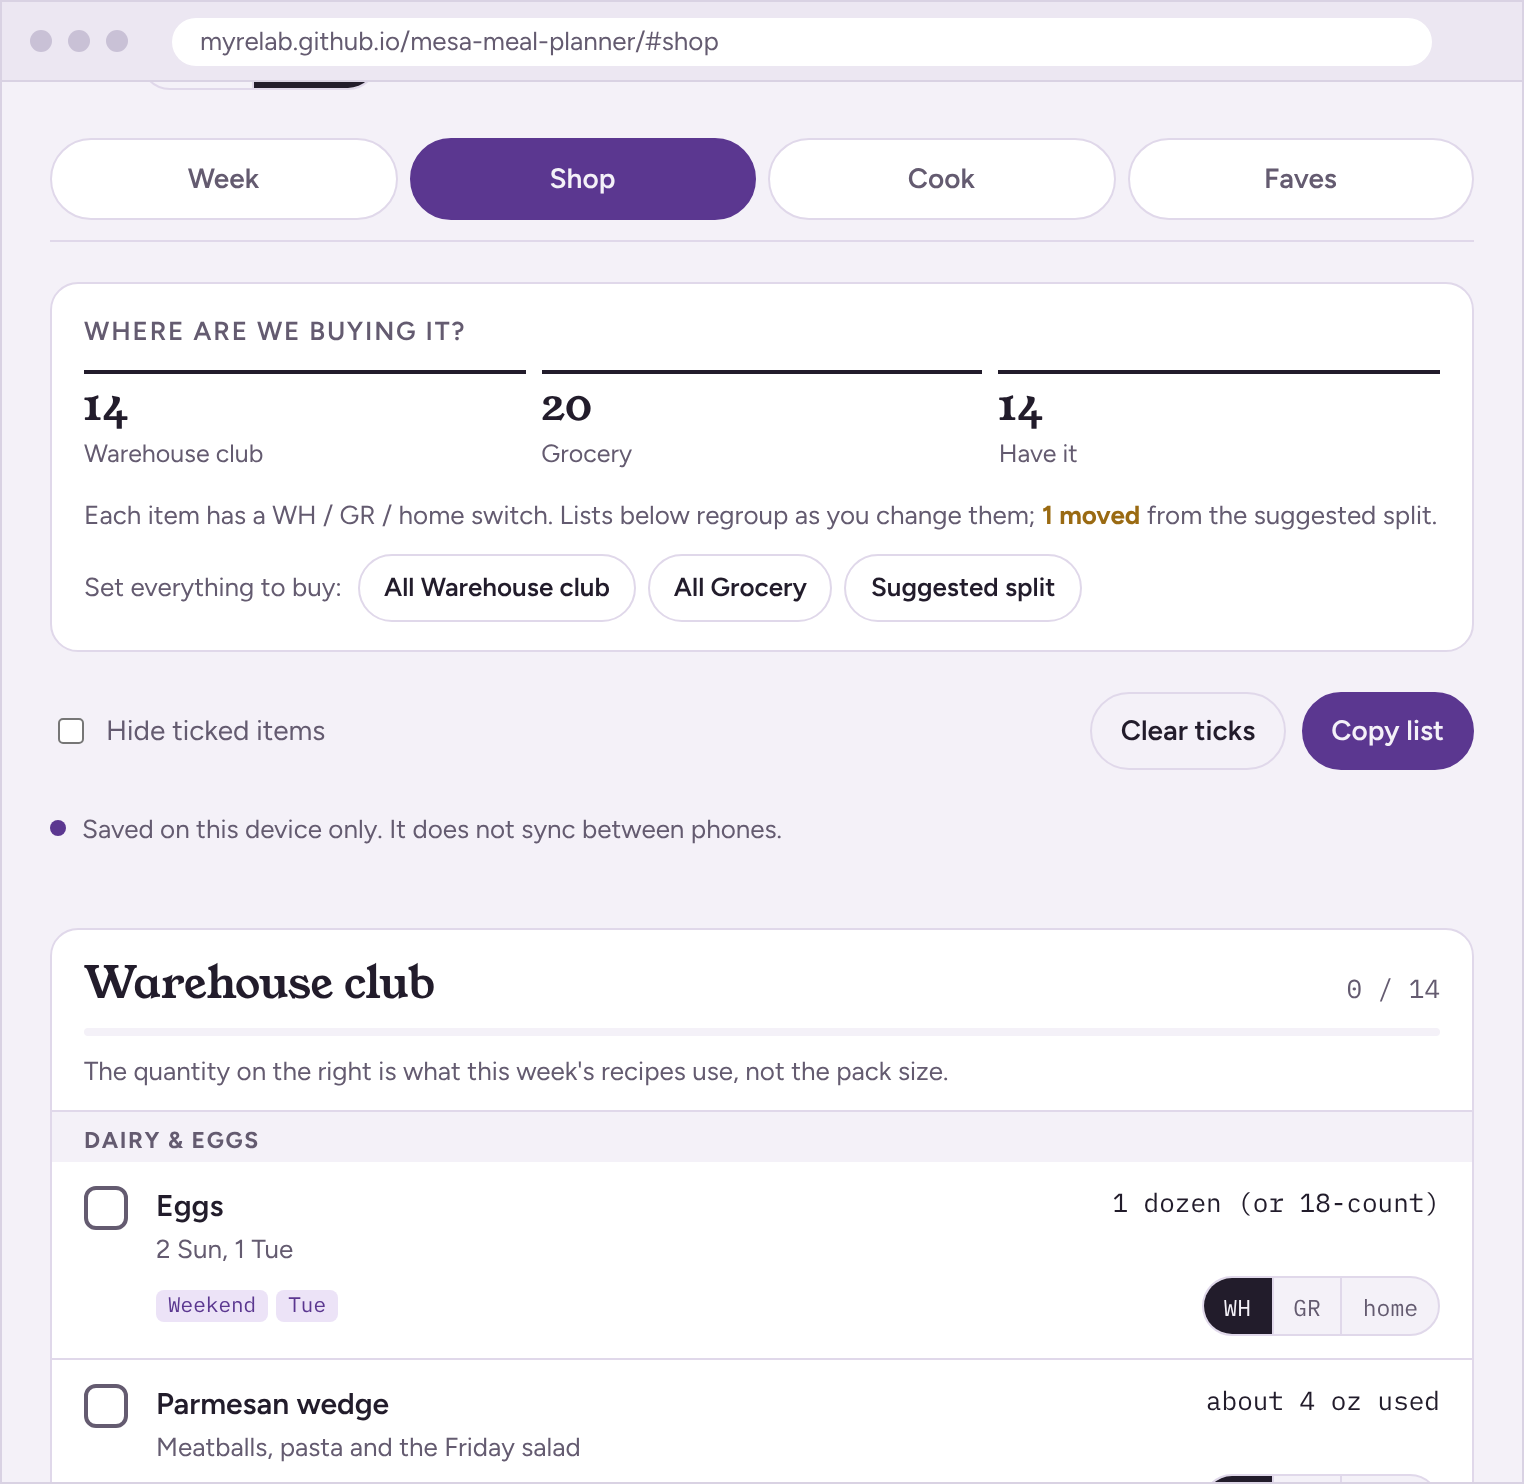 myrelab.github.io/mesa-meal-planner/#shop
Week
Shop
Cook
Faves
WHERE ARE WE BUYING IT?
14
Warehouse club
20
Grocery
14
Have it
Each item has a WH / GR / home switch. Lists below regroup as you change them; 1 moved from the suggested split.
Set everything to buy:
All Warehouse club
All Grocery
Suggested split
Hide ticked items
Clear ticks
Copy list
Saved on this device only. It does not sync between phones.
Warehouse club
0 / 14
The quantity on the right is what this week's recipes use, not the pack size.
DAIRY & EGGS
Eggs
1 dozen (or 18-count)
2 Sun, 1 Tue
Weekend
Tue
WH
GR
home
Parmesan wedge
about 4 oz used
Meatballs, pasta and the Friday salad